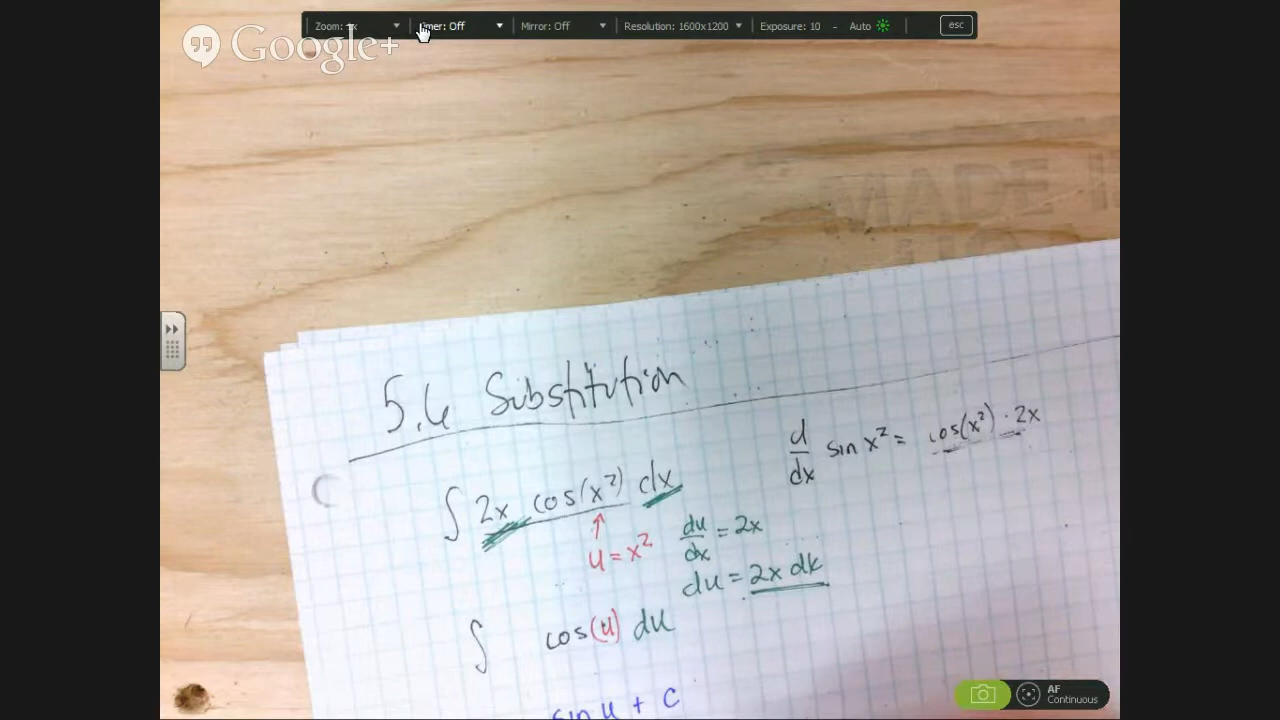 Zoom: 1x Timer: Off Mirror: Off Resolution: 1600x1200 Exposure: 10 - Auto esc
Google+
MADE I
5.6 Substitution
d/dx sin x² = cos(x²) · 2x
∫ 2x cos(x²) dx
u = x² du/dx = 2x
du = 2x dx
∫ cos(u) du
sin u + C
AF
Continuous